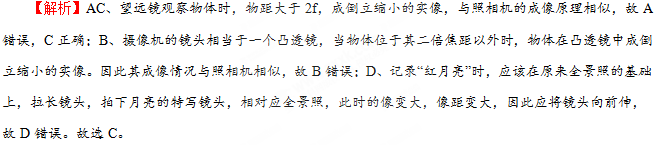 【解析】AC、望远镜观察物体时，物距大于 2f，成倒立缩小的实像，与照相机的成像原理相似，故 A
错误，C 正确；B、摄像机的镜头相当于一个凸透镜，当物体位于其二倍焦距以外时，物体在凸透镜中成倒
立缩小的实像。因此其成像情况与照相机相似，故 B 错误；D、记录“红月亮”时，应该在原来全景照的基础
上，拉长镜头，拍下月亮的特写镜头，相对应全景照，此时的像变大，像距变大，因此应将镜头向前伸，
故 D 错误。故选 C。